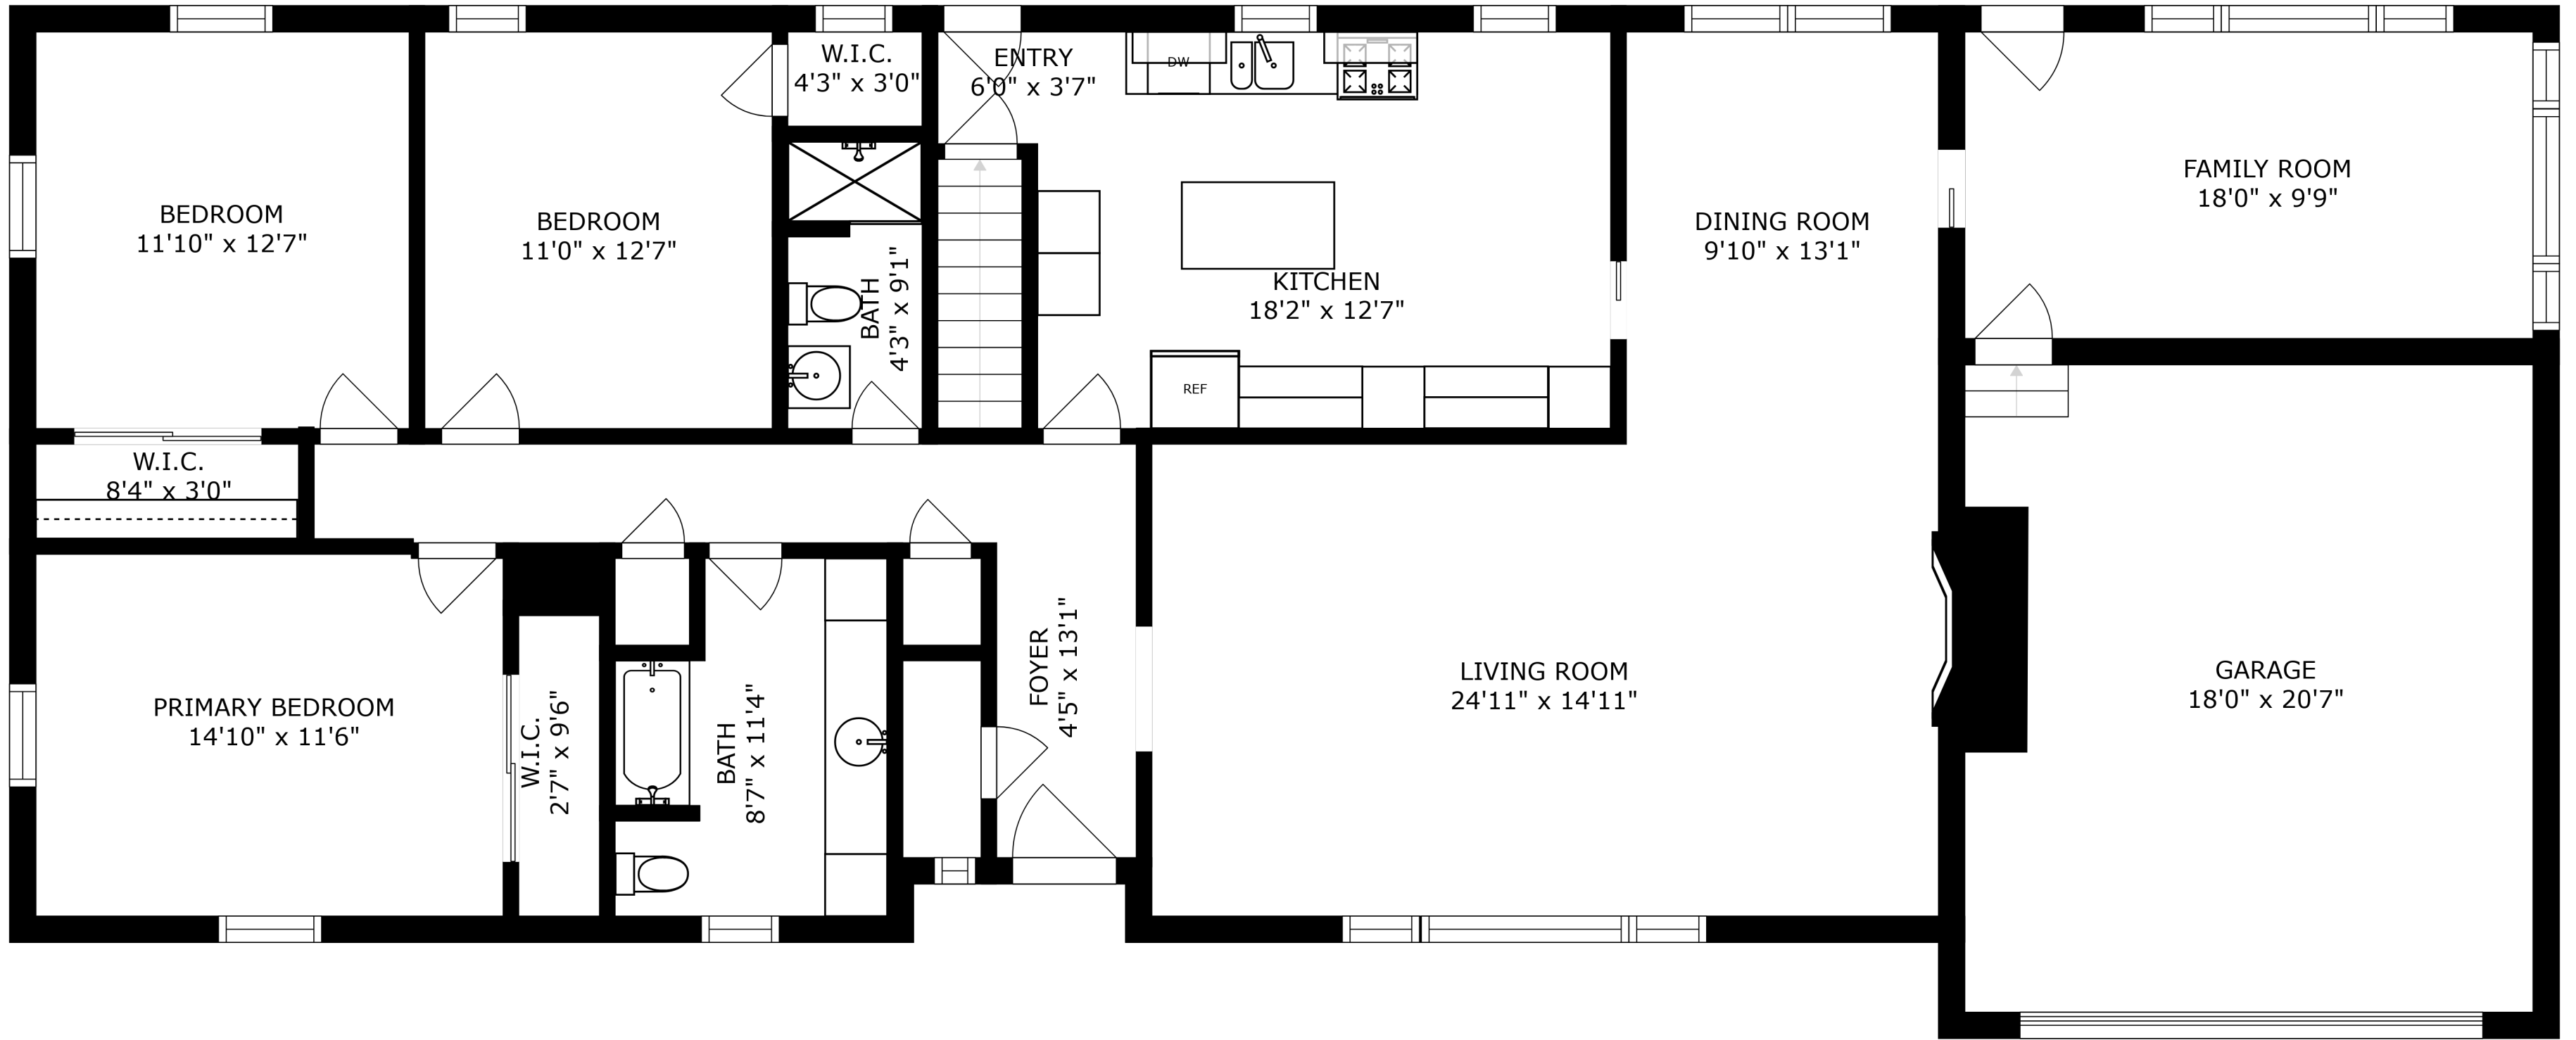 W.I.C.
4'3" x 3'0"
ENTRY
6'0" x 3'7"
DW
BEDROOM
11'10" x 12'7"
BEDROOM
11'0" x 12'7"
BATH
4'3" x 9'1"
KITCHEN
18'2" x 12'7"
REF
DINING ROOM
9'10" x 13'1"
FAMILY ROOM
18'0" x 9'9"
W.I.C.
8'4" x 3'0"
PRIMARY BEDROOM
14'10" x 11'6"
W.I.C.
2'7" x 9'6"
BATH
8'7" x 11'4"
FOYER
4'5" x 13'1"
LIVING ROOM
24'11" x 14'11"
GARAGE
18'0" x 20'7"